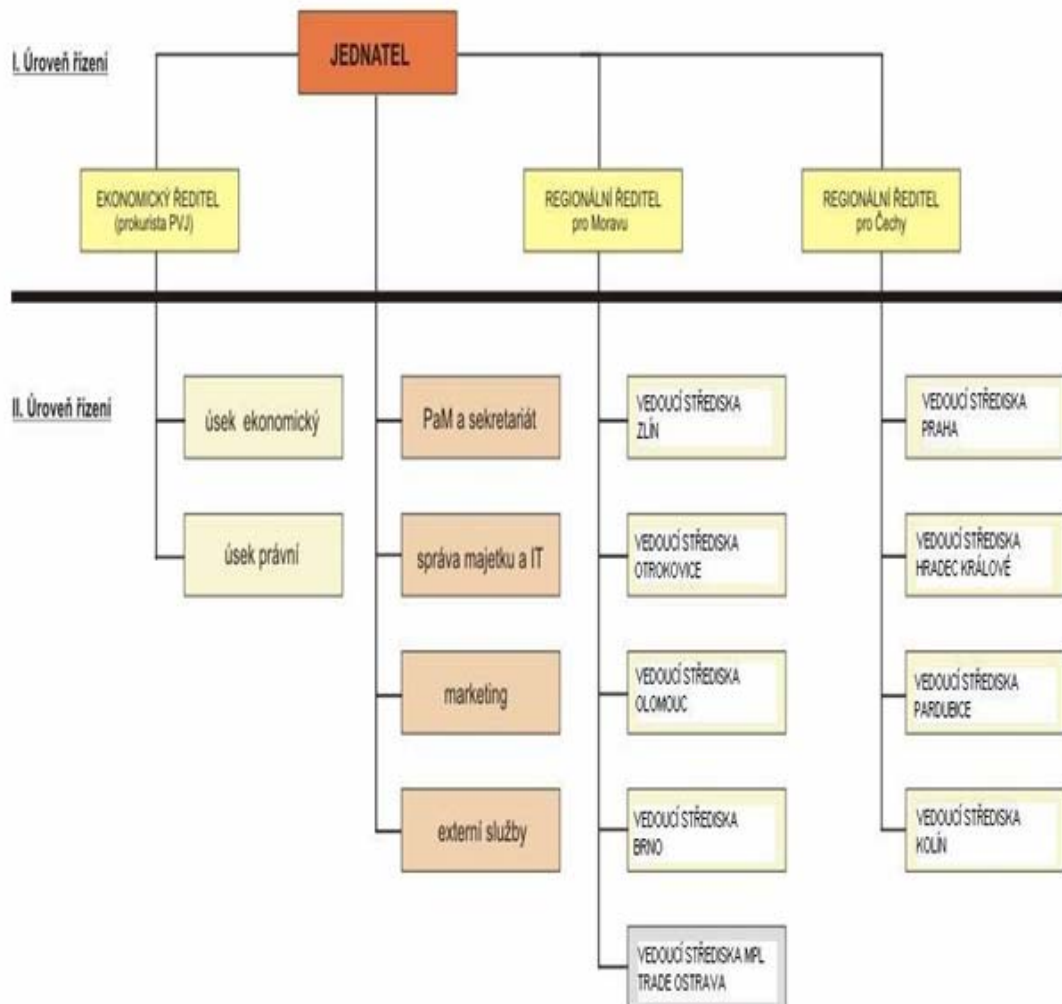 I. Úroveň řízení
JEDNATEL
EKONOMICKÝ ŘEDITEL
(prokurista PVJ)
REGIONÁLNÍ ŘEDITEL
pro Moravu
REGIONÁLNÍ ŘEDITEL
pro Čechy
II. Úroveň řízení
úsek ekonomický
úsek právní
PaM a sekretariát
správa majetku a IT
marketing
externí služby
VEDOUCÍ STŘEDISKA
ZLÍN
VEDOUCÍ STŘEDISKA
OTROKOVICE
VEDOUCÍ STŘEDISKA
OLOMOUC
VEDOUCÍ STŘEDISKA
BRNO
VEDOUCÍ STŘEDISKA MPL
TRADE OSTRAVA
VEDOUCÍ STŘEDISKA
PRAHA
VEDOUCÍ STŘEDISKA
HRADEC KRÁLOVÉ
VEDOUCÍ STŘEDISKA
PARDUBICE
VEDOUCÍ STŘEDISKA
KOLÍN